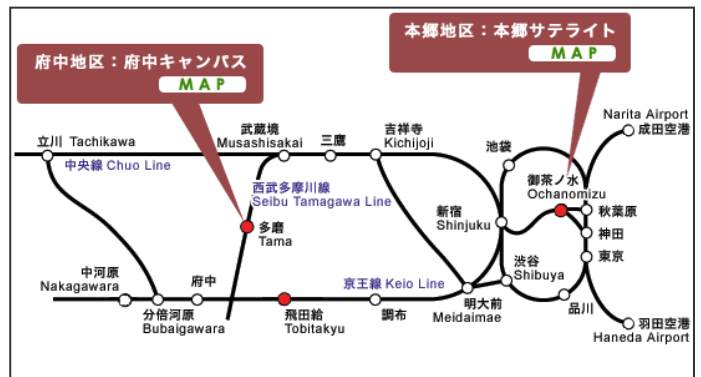 府中地区：府中キャンパス
MAP
本郷地区：本郷サテライト
MAP
立川 Tachikawa
中央線 Chuo Line
武蔵境
Musashisakai
三鷹
吉祥寺
Kichijoji
池袋
御茶ノ水
Ochanomizu
Narita Airport
成田空港
西武多摩川線
Seibu Tamagawa Line
多磨
Tama
新宿
Shinjuku
秋葉原
神田
東京
渋谷
Shibuya
品川
中河原
Nakagawara
府中
京王線 Keio Line
分倍河原
Bubaigawara
飛田給
Tobitakyu
調布
明大前
Meidaimae
羽田空港
Haneda Airport